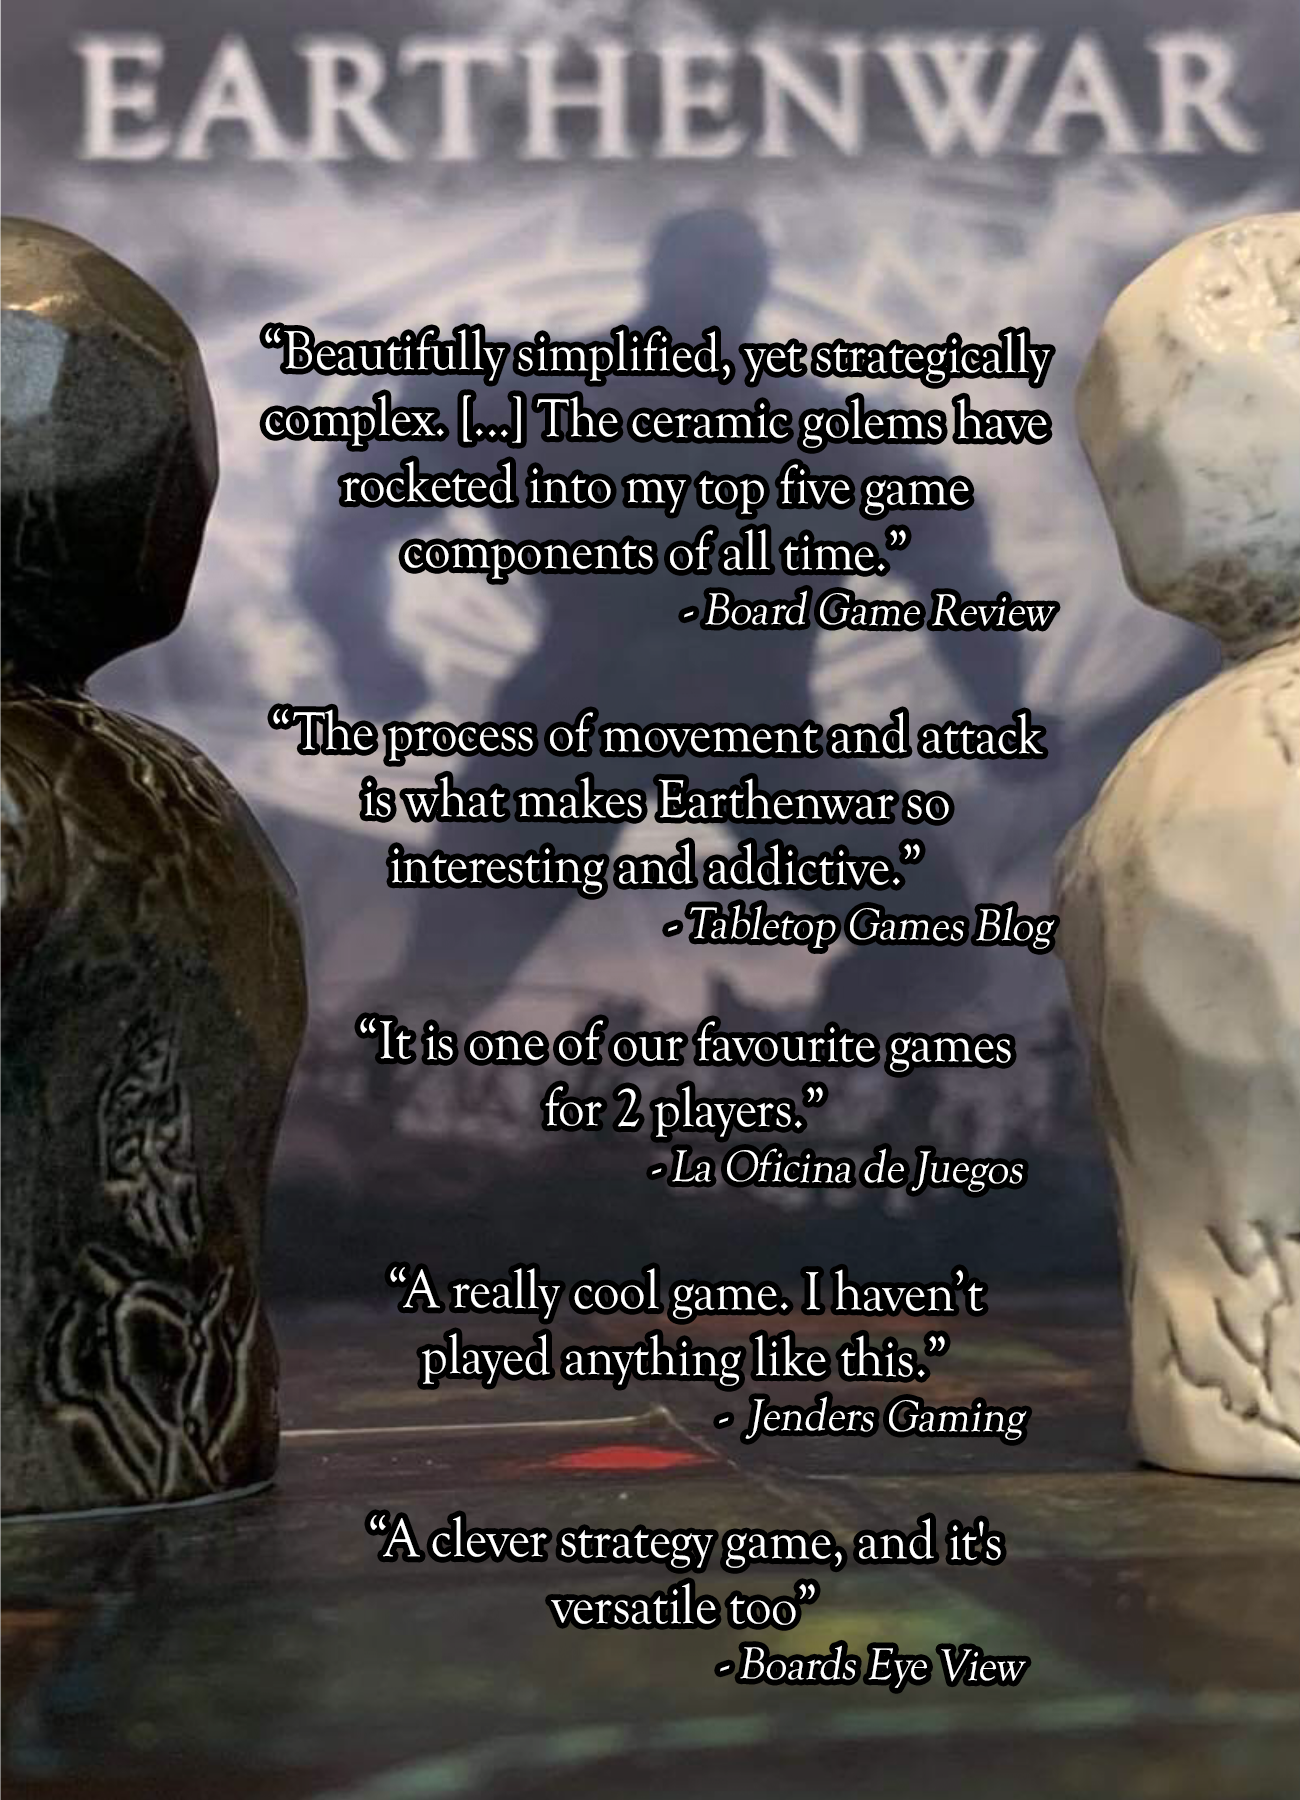 EARTHENWAR
“Beautifully simplified, yet strategically
complex. [...] The ceramic golems have
rocketed into my top five game
components of all time.”
- Board Game Review
“The process of movement and attack
is what makes Earthenwar so
interesting and addictive.”
- Tabletop Games Blog
“It is one of our favourite games
for 2 players.”
- La Oficina de Juegos
“A really cool game. I haven’t
played anything like this.”
- Jenders Gaming
“A clever strategy game, and it's
versatile too”
- Boards Eye View